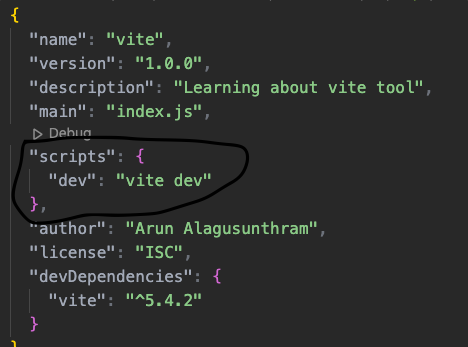 {
"name": "vite",
"version": "1.0.0",
"description": "Learning about vite tool",
"main": "index.js",
Debug
"scripts": {
"dev": "vite dev"
},
"author": "Arun Alagusunthram",
"license": "ISC",
"devDependencies": {
"vite": "^5.4.2"
}
}